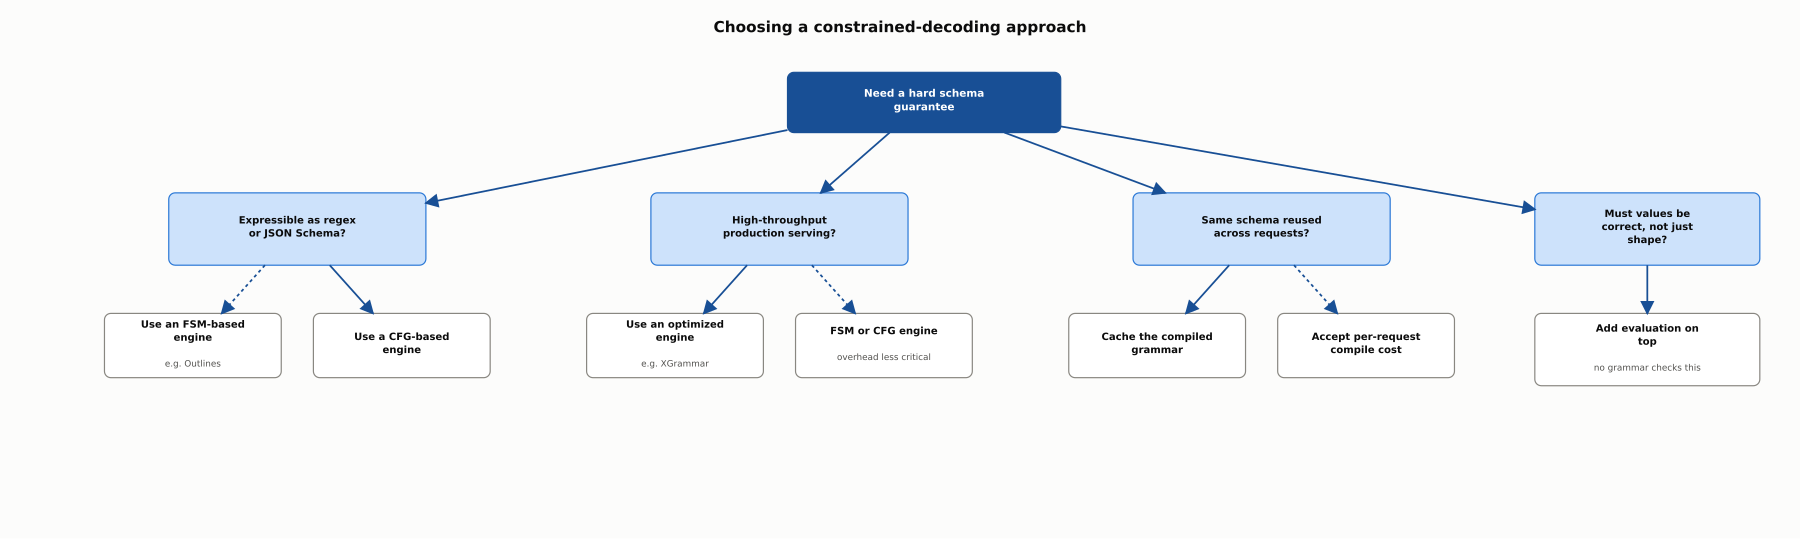 Choosing a constrained-decoding approach
Need a hard schema
guarantee
Expressible as regex
or JSON Schema?
High-throughput
production serving?
Same schema reused
across requests?
Must values be
correct, not just
shape?
Use an FSM-based
engine
e.g. Outlines
Use a CFG-based
engine
Use an optimized
engine
e.g. XGrammar
FSM or CFG engine
overhead less critical
Cache the compiled
grammar
Accept per-request
compile cost
Add evaluation on
top
no grammar checks this